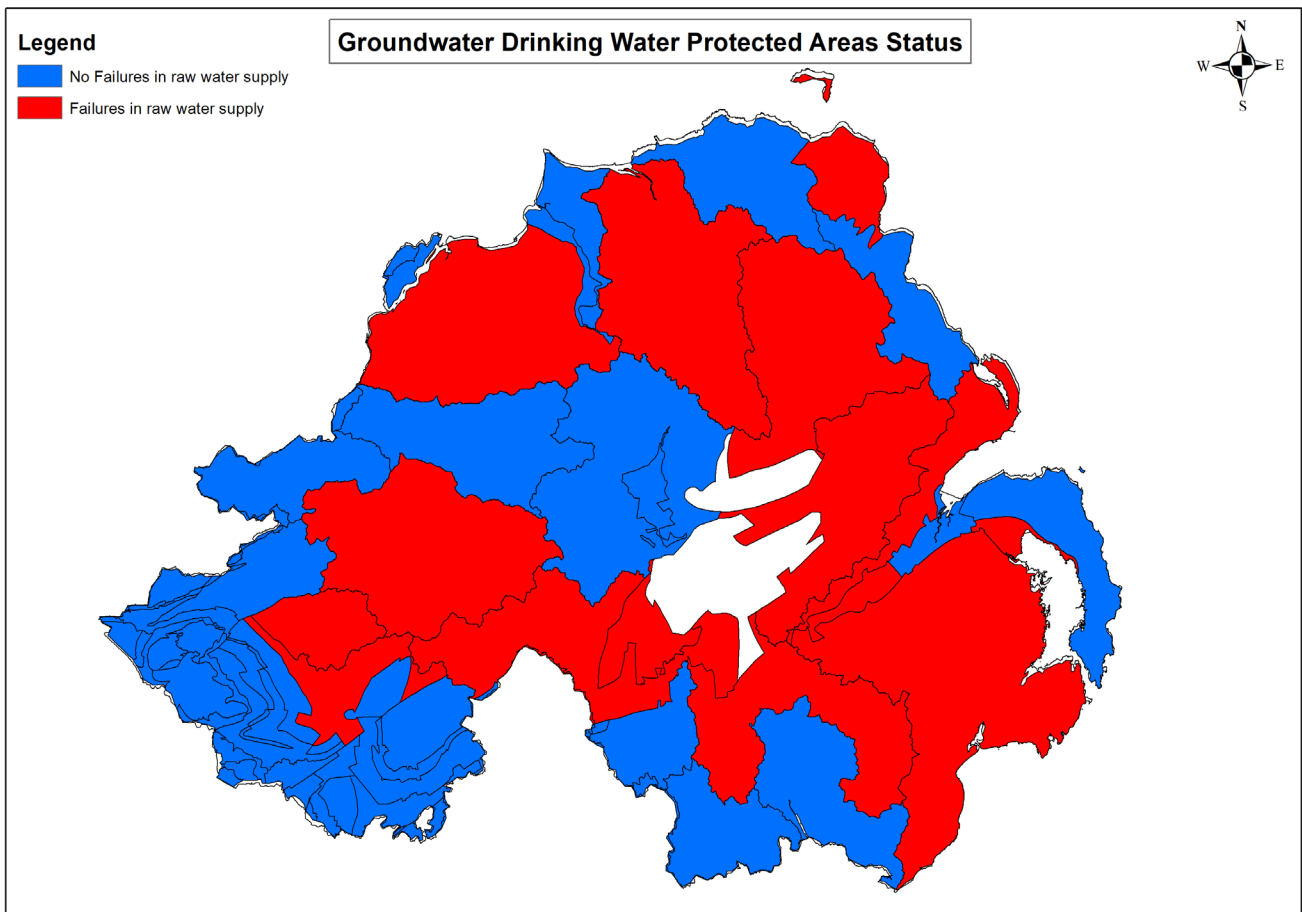 Legend
No Failures in raw water supply
Failures in raw water supply
Groundwater Drinking Water Protected Areas Status
N
W E
S